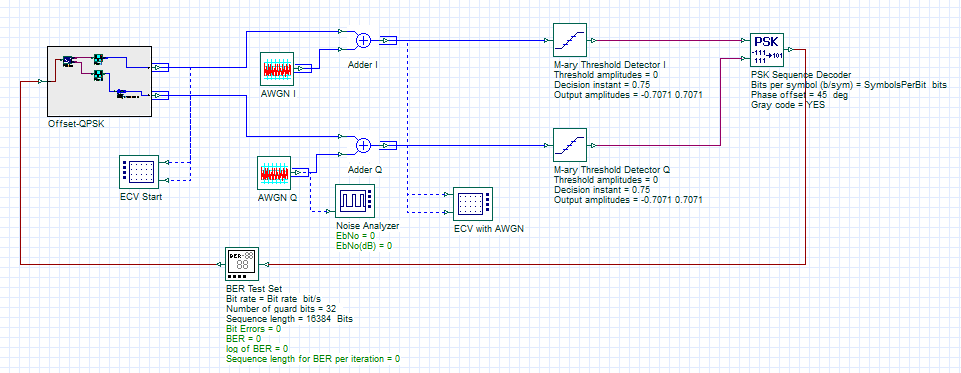 Offset-QPSK
AWGN I
Adder I
M-ary Threshold Detector I
Threshold amplitudes = 0
Decision instant = 0.75
Output amplitudes = -0.7071 0.7071
PSK
-111
111
101
PSK Sequence Decoder
Bits per symbol (b/sym) = SymbolsPerBit bits
Phase offset = 45 deg
Gray code = YES
ECV Start
AWGN Q
Adder Q
M-ary Threshold Detector Q
Threshold amplitudes = 0
Decision instant = 0.75
Output amplitudes = -0.7071 0.7071
Noise Analyzer
EbNo = 0
EbNo(dB) = 0
ECV with AWGN
BER
88
BER Test Set
Bit rate = Bit rate bit/s
Number of guard bits = 32
Sequence length = 16384 Bits
Bit Errors = 0
BER = 0
log of BER = 0
Sequence length for BER per iteration = 0